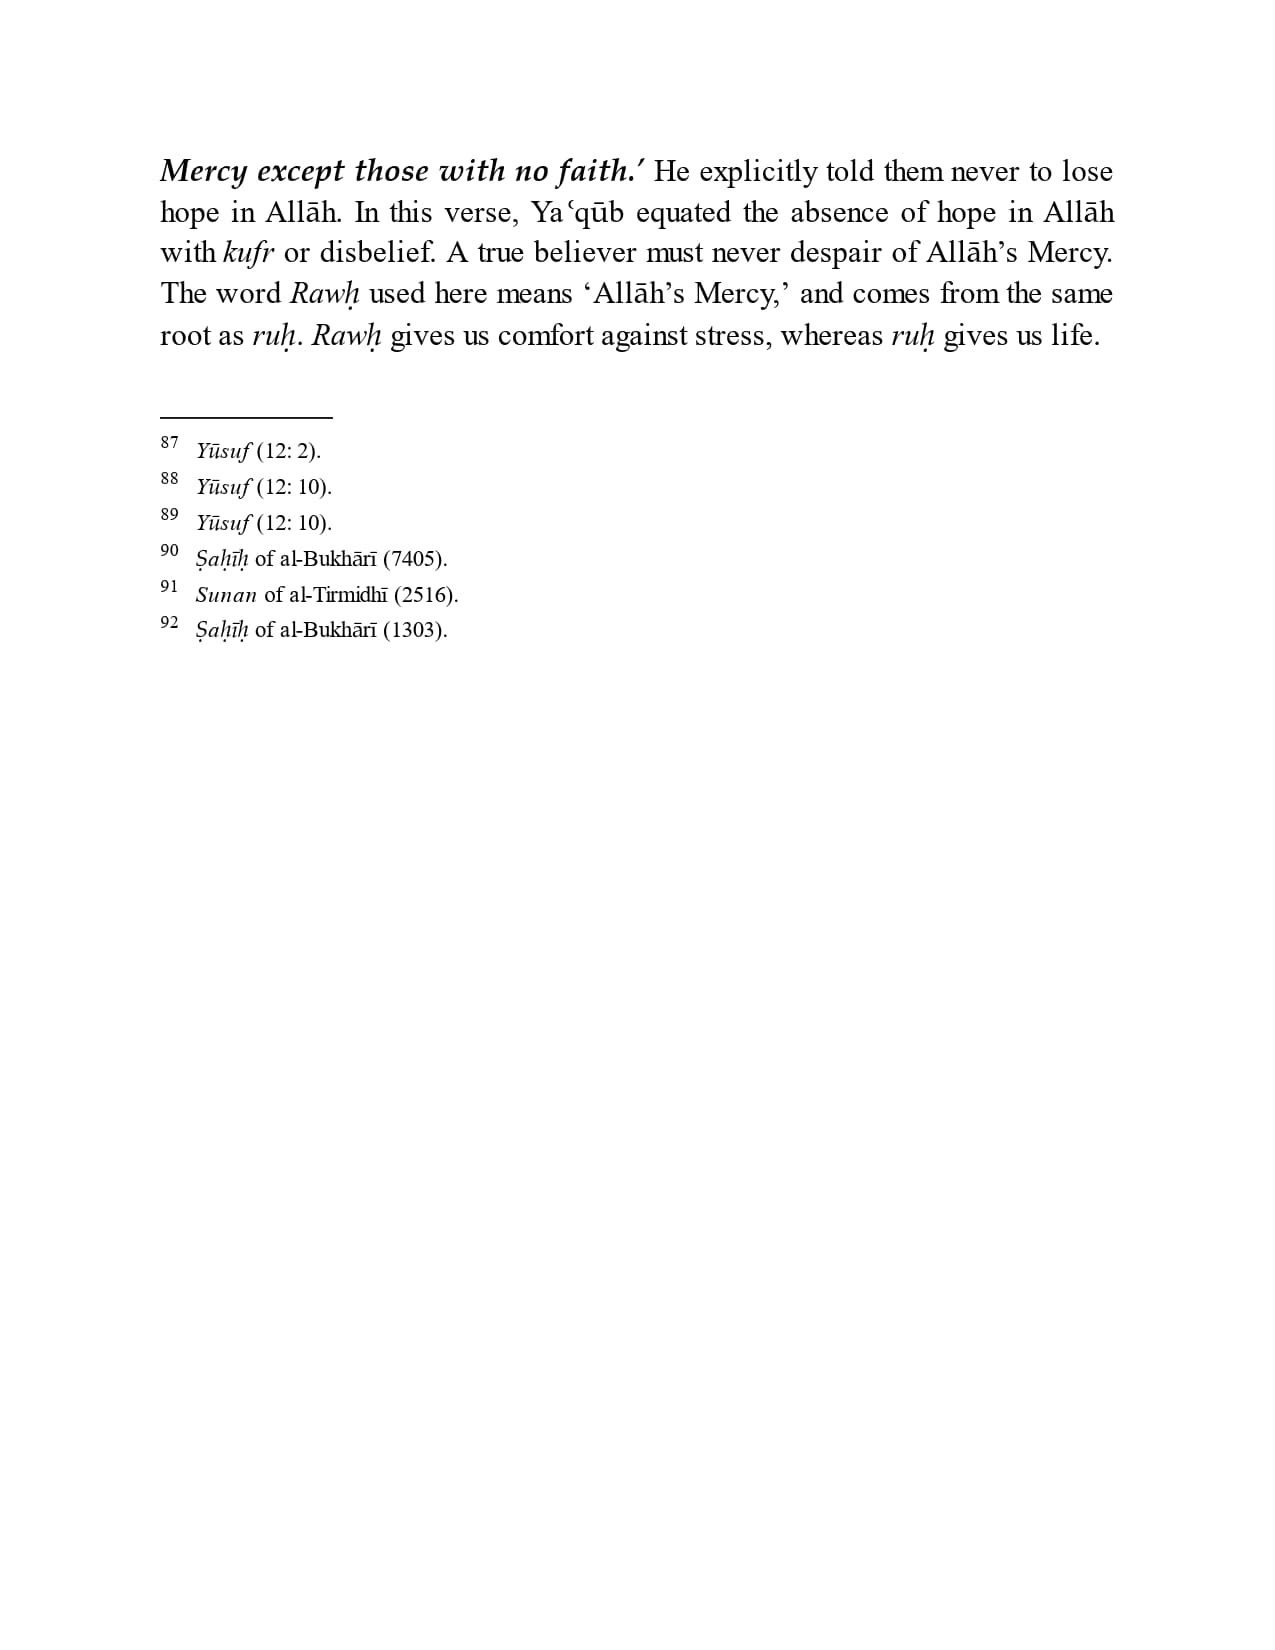 Mercy except those with no faith.’ He explicitly told them never to lose
hope in Allāh. In this verse, Yaʿqūb equated the absence of hope in Allāh
with kufr or disbelief. A true believer must never despair of Allāh’s Mercy.
The word Rawḥ used here means ‘Allāh’s Mercy,’ and comes from the same
root as ruḥ. Rawḥ gives us comfort against stress, whereas ruḥ gives us life.
87 Yūsuf (12: 2).
88 Yūsuf (12: 10).
89 Yūsuf (12: 10).
90 Ṣaḥīḥ of al-Bukhārī (7405).
91 Sunan of al-Tirmidhī (2516).
92 Ṣaḥīḥ of al-Bukhārī (1303).